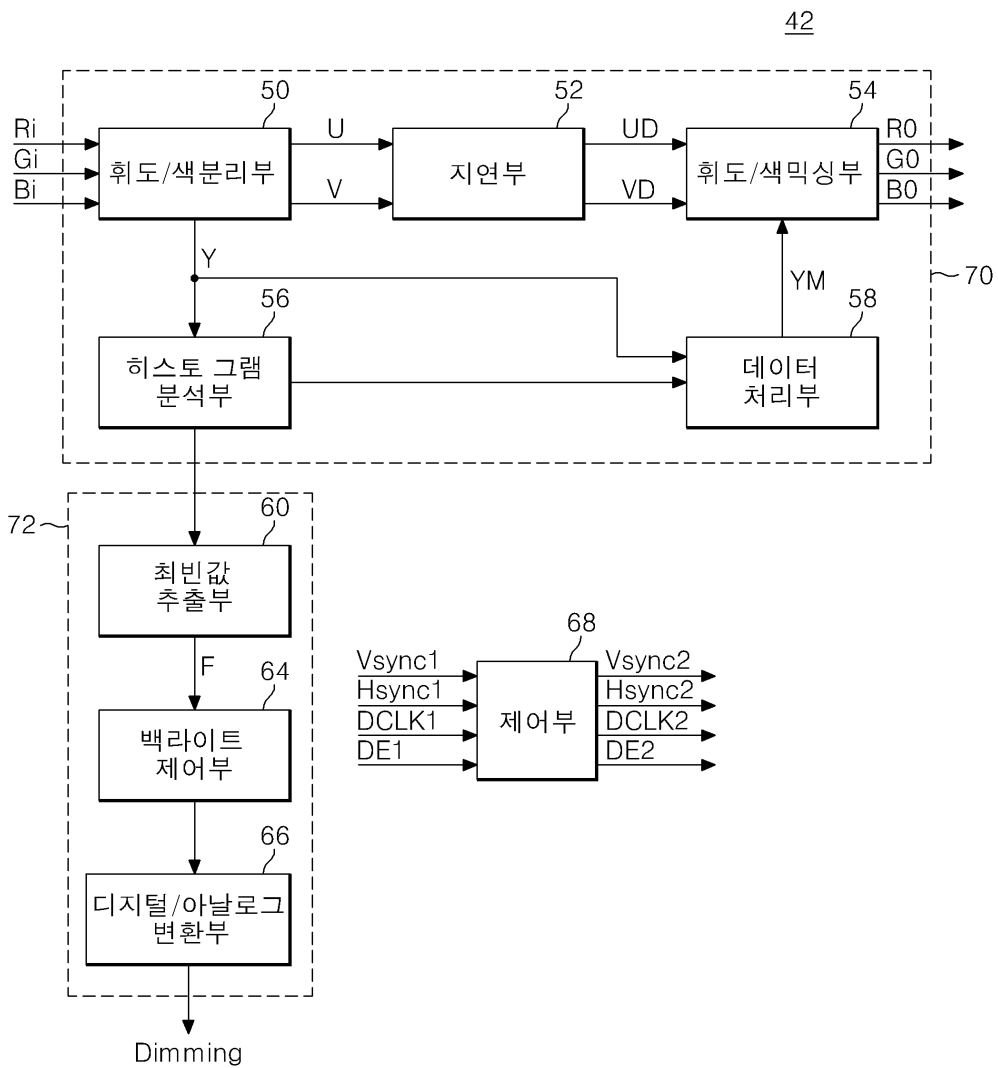 42
50
52
54
Ri
Gi
Bi
휘도/색분리부
U
V
지연부
UD
VD
휘도/색믹싱부
R0
G0
B0
Y
YM
70
56
58
히스토 그램
분석부
데이터
처리부
72
60
최빈값
추출부
F
64
백라이트
제어부
66
디지털/아날로그
변환부
Dimming
68
Vsync1
Hsync1
DCLK1
DE1
제어부
Vsync2
Hsync2
DCLK2
DE2